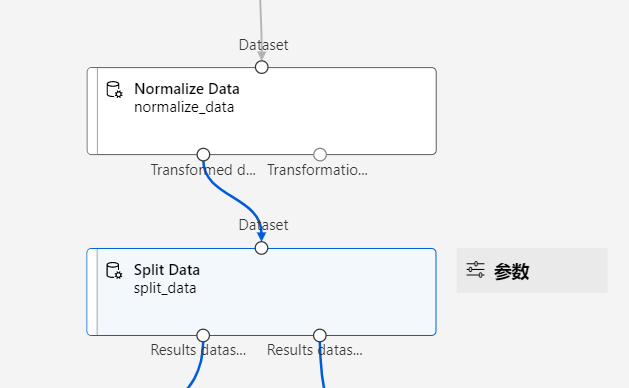 Dataset
Normalize Data
normalize_data
Transformed d... Transformatio...
Dataset
Split Data
split_data
参数
Results datas... Results datas...